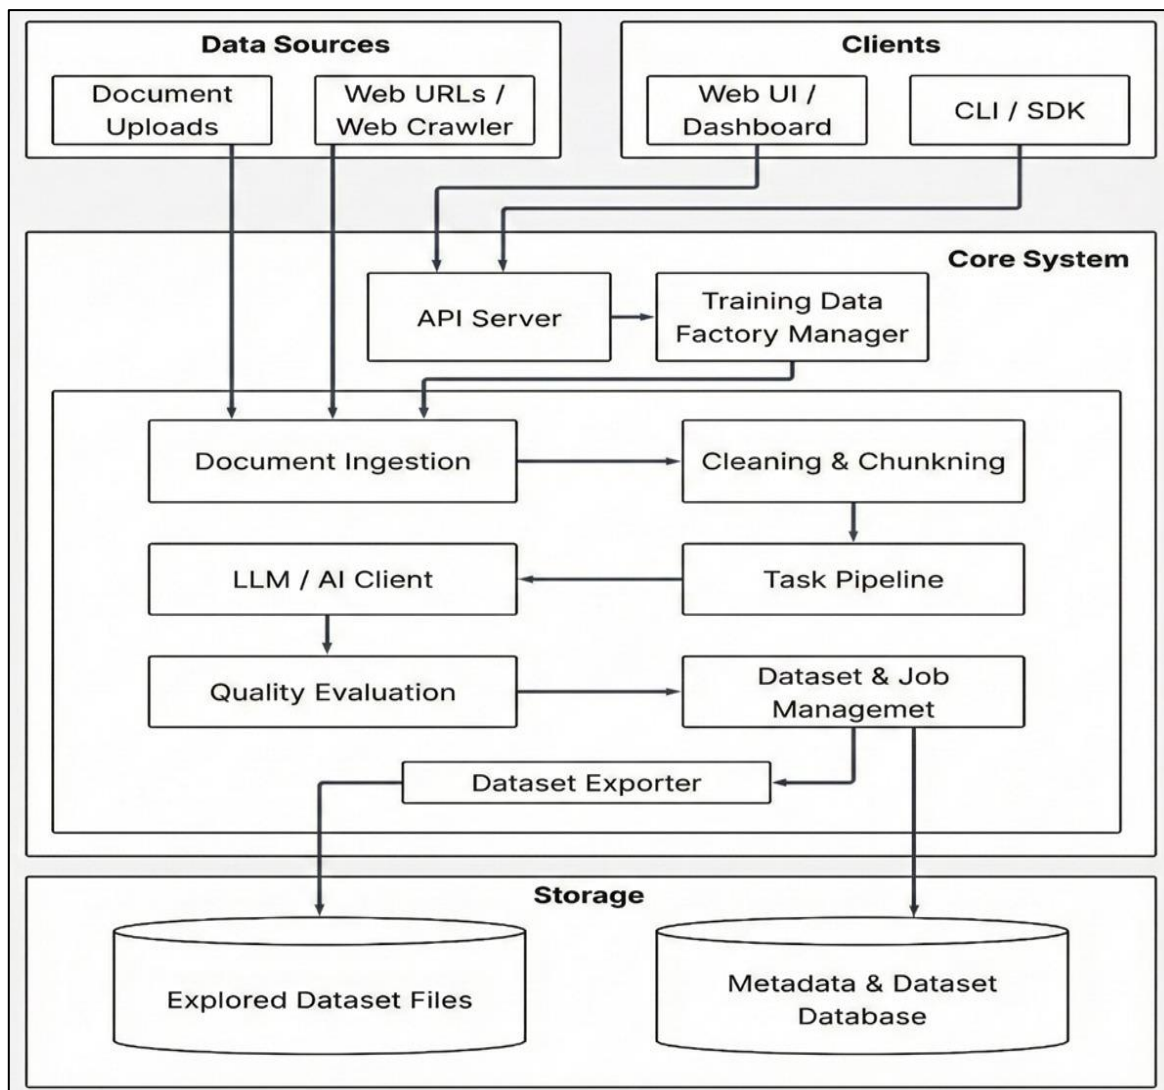 Data Sources
Document
Uploads
Web URLs /
Web Crawler
Clients
Web UI /
Dashboard
CLI / SDK
Core System
API Server
Training Data
Factory Manager
Document Ingestion
Cleaning & Chunkning
LLM / AI Client
Task Pipeline
Quality Evaluation
Dataset & Job
Managemet
Dataset Exporter
Storage
Explored Dataset Files
Metadata & Dataset
Database